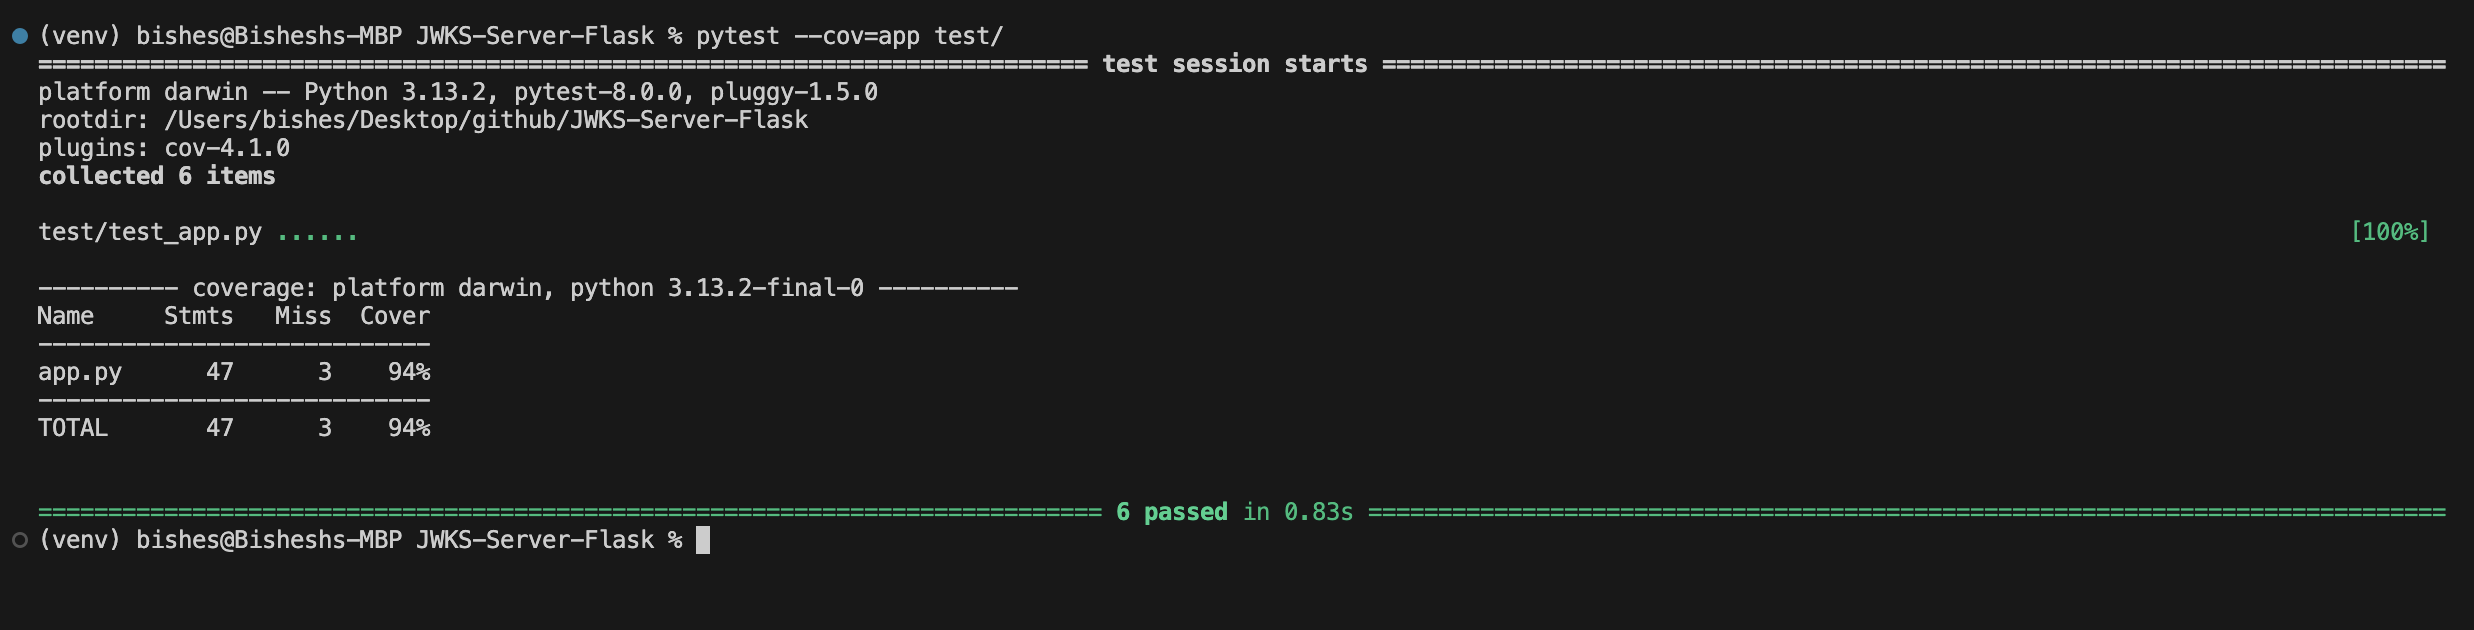 (venv) bishes@Bisheshs-MBP JWKS-Server-Flask % pytest --cov=app test/
=========================================================================== test session starts ============================================================================
platform darwin -- Python 3.13.2, pytest-8.0.0, pluggy-1.5.0
rootdir: /Users/bishes/Desktop/github/JWKS-Server-Flask
plugins: cov-4.1.0
collected 6 items
test/test_app.py ...... [100%]
---------- coverage: platform darwin, python 3.13.2-final-0 ----------
Name     Stmts   Miss  Cover
----------------------------
app.py      47      3    94%
----------------------------
TOTAL       47      3    94%
============================================================================ 6 passed in 0.83s =============================================================================
(venv) bishes@Bisheshs-MBP JWKS-Server-Flask %